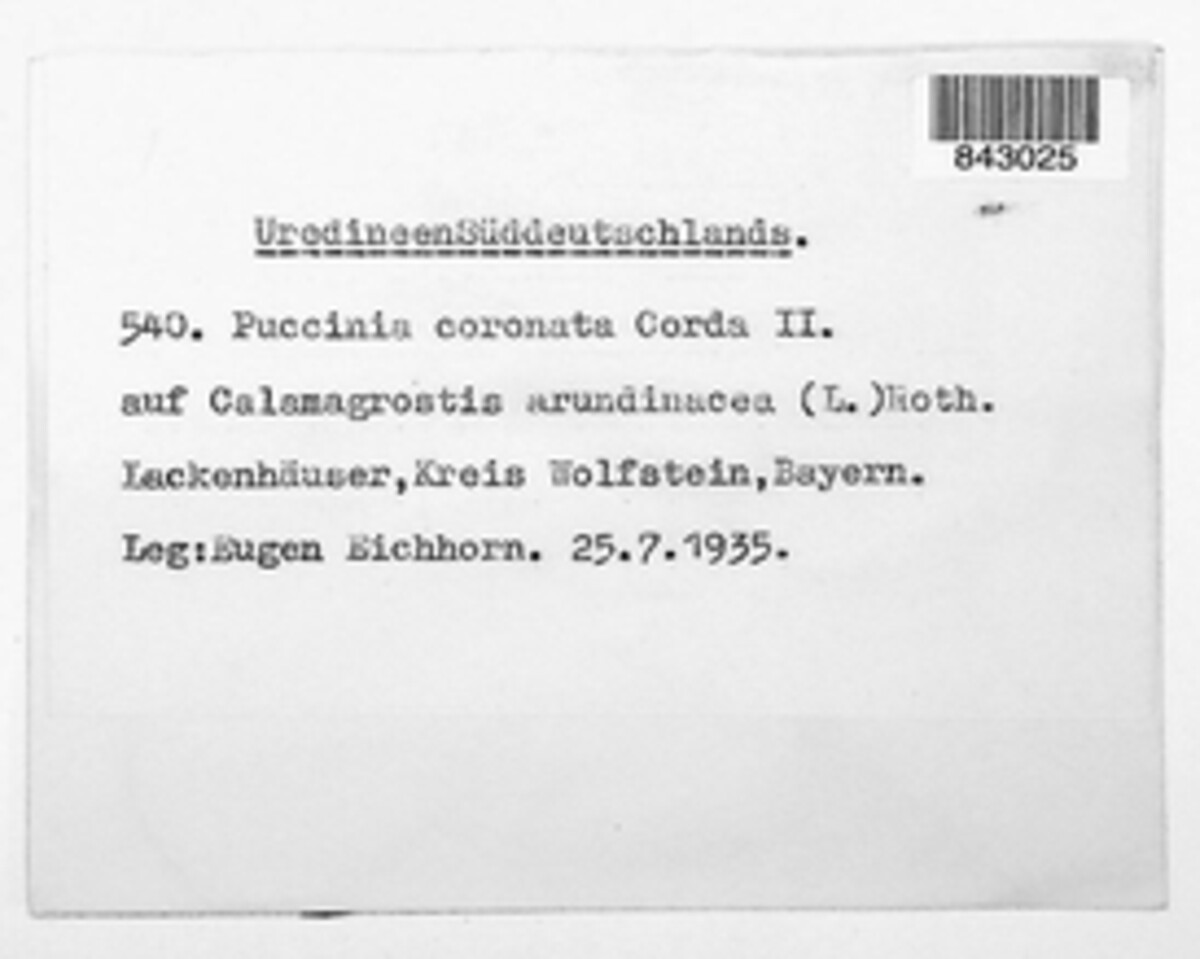 843025
UredineenSüddeutschlands.
540. Puccinia coronata Corda II.
auf Calamagrostis arundinacea (L.)Roth.
Lackenhäuser,Kreis Wolfstein,Bayern.
Leg:Eugen Eichhorn. 25.7.1935.